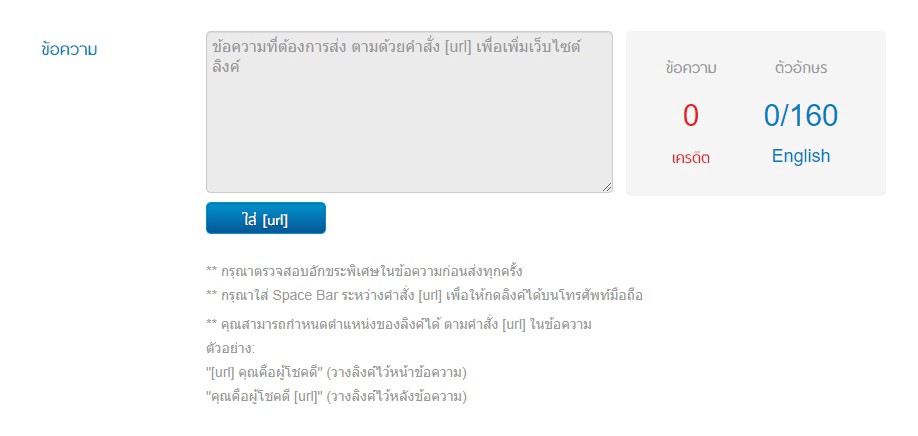 ข้อความ
ข้อความที่ต้องการส่ง ตามด้วยคำสั่ง [url] เพื่อเพิ่มเว็บไซต์
ลิงค์
ข้อความ ตัวอักษร
0 0/160
เครดิต English
ใส่ [url]
** กรุณาตรวจสอบอักขระพิเศษในข้อความก่อนส่งทุกครั้ง
** กรุณาใส่ Space Bar ระหว่างคำสั่ง [url] เพื่อให้กดลิงค์ได้บนโทรศัพท์มือถือ
** คุณสามารถกำหนดตำแหน่งของลิงค์ได้ ตามคำสั่ง [url] ในข้อความ
ตัวอย่าง:
"[url] คุณคือผู้โชคดี" (วางลิงค์ไว้หน้าข้อความ)
"คุณคือผู้โชคดี [url]" (วางลิงค์ไว้หลังข้อความ)